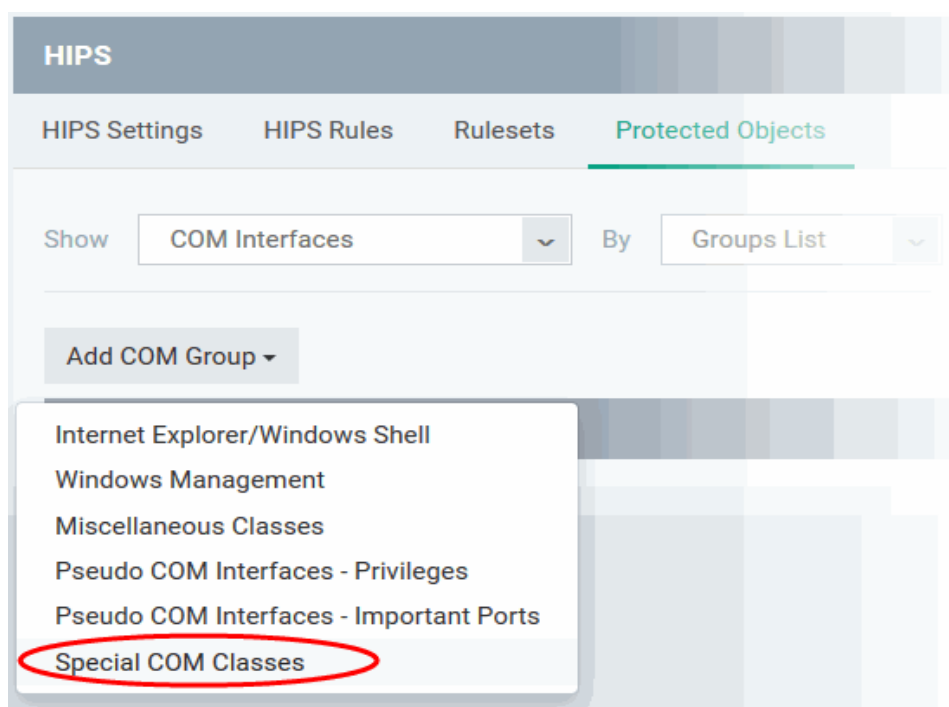 HIPS
HIPS Settings HIPS Rules Rulesets Protected Objects
Show COM Interfaces By Groups List
Add COM Group
Internet Explorer/Windows Shell
Windows Management
Miscellaneous Classes
Pseudo COM Interfaces - Privileges
Pseudo COM Interfaces - Important Ports
Special COM Classes